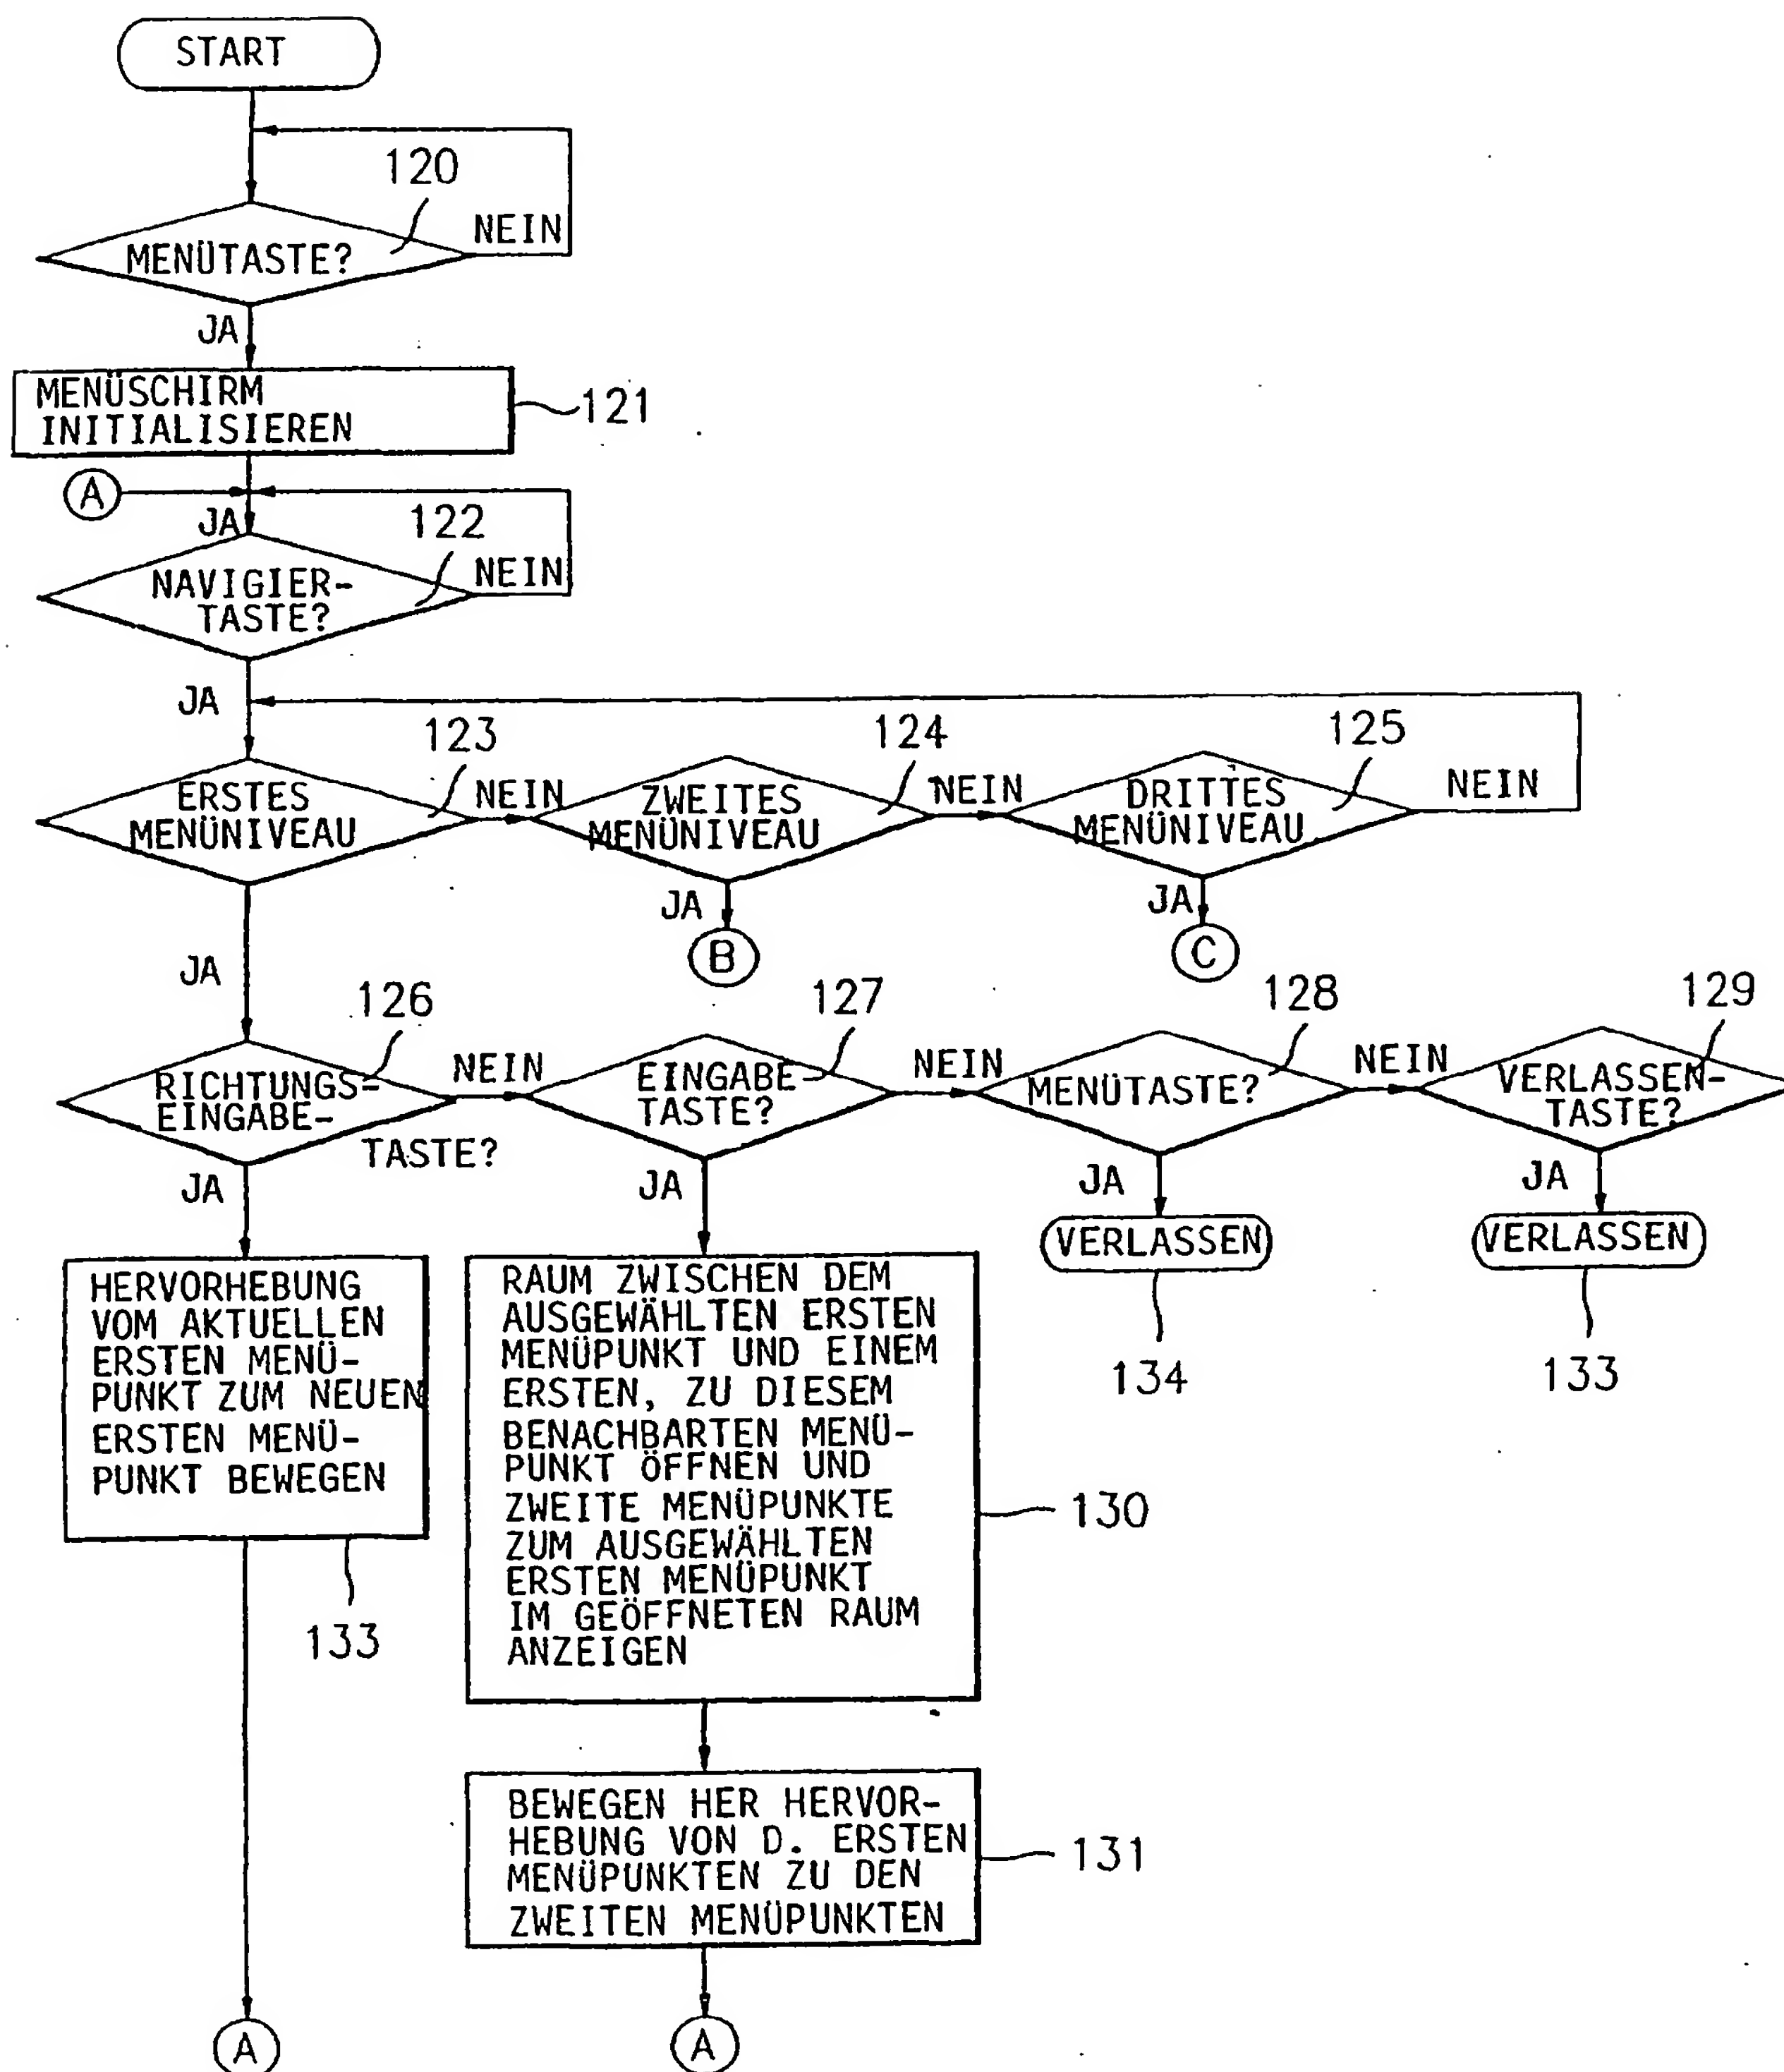 START
120
NEIN
MENÜTASTE?
JA
MENÜSCHIRM
INITIALISIEREN
121
A
JA
122
NEIN
NAVIGIER-
TASTE?
JA
123
ERSTES
MENÜNIVEAU
NEIN
124
ZWEITES
MENÜNIVEAU
NEIN
125
DRITTES
MENÜNIVEAU
NEIN
JA
B
JA
C
JA
126
RICHTUNGS-
EINGABE-
TASTE?
NEIN
127
EINGABE-
TASTE?
NEIN
128
MENÜTASTE?
NEIN
129
VERLASSEN-
TASTE?
JA
JA
JA
JA
VERLASSEN
134
VERLASSEN
133
HERVORHEBUNG
VOM AKTUELLEN
ERSTEN MENÜ-
PUNKT ZUM NEUEN
ERSTEN MENÜ-
PUNKT BEWEGEN
133
RAUM ZWISCHEN DEM
AUSGEWÄHLTEN ERSTEN
MENÜPUNKT UND EINEM
ERSTEN, ZU DIESEM
BENACHBARTEN MENÜ-
PUNKT ÖFFNEN UND
ZWEITE MENÜPUNKTE
ZUM AUSGEWÄHLTEN
ERSTEN MENÜPUNKT
IM GEÖFFNETEN RAUM
ANZEIGEN
130
BEWEGEN HER HERVOR-
HEBUNG VON D. ERSTEN
MENÜPUNKTEN ZU DEN
ZWEITEN MENÜPUNKTEN
131
A
A